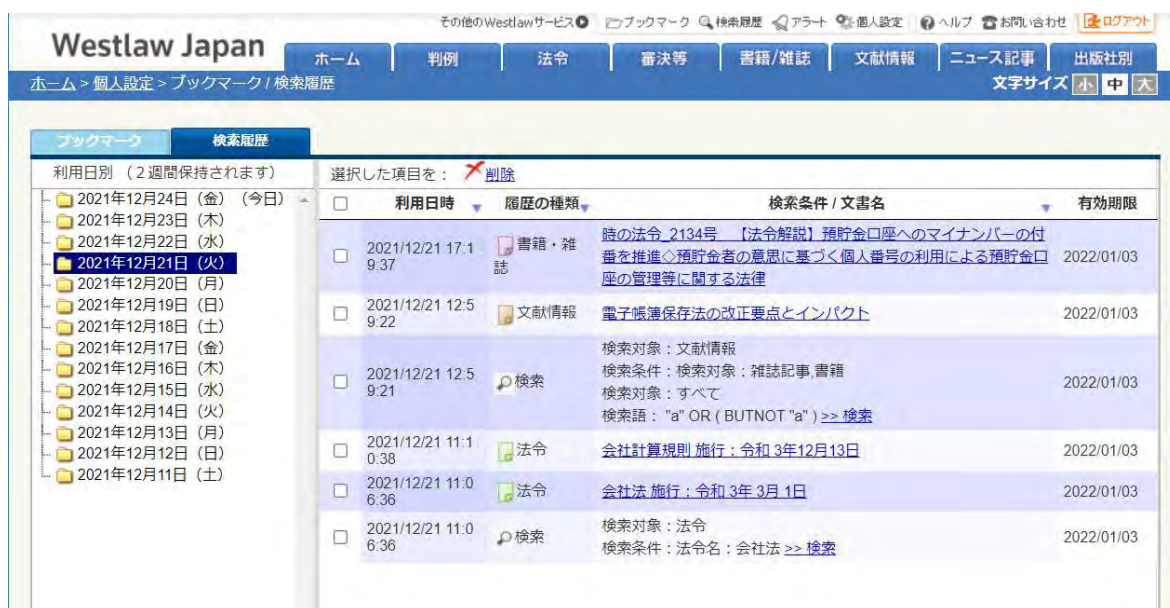 その他のWestlawサービス ブックマーク 検索履歴 アラート 個人設定 ヘルプ お問い合わせ ログアウト
Westlaw Japan
ホーム 判例 法令 審決等 書籍/雑誌 文献情報 ニュース記事 出版社別
ホーム > 個人設定 > ブックマーク / 検索履歴
文字サイズ 小 中 大
ブックマーク 検索履歴
利用日別 (2週間保持されます)
2021年12月24日 (金) (今日)
2021年12月23日 (木)
2021年12月22日 (水)
2021年12月21日 (火)
2021年12月20日 (月)
2021年12月19日 (日)
2021年12月18日 (土)
2021年12月17日 (金)
2021年12月16日 (木)
2021年12月15日 (水)
2021年12月14日 (火)
2021年12月13日 (月)
2021年12月12日 (日)
2021年12月11日 (土)
選択した項目を: 削除
利用日時 履歴の種類 検索条件 / 文書名 有効期限
2021/12/21 17:1
9:37
書籍・雑
誌
時の法令_2134号 【法令解説】預貯金口座へのマイナンバーの付
番を推進◇預貯金者の意思に基づく個人番号の利用による預貯金口
座の管理等に関する法律
2022/01/03
2021/12/21 12:5
9:22
文献情報
電子帳簿保存法の改正要点とインパクト
2022/01/03
2021/12/21 12:5
9:21
検索
検索対象:文献情報
検索条件:検索対象:雑誌記事,書籍
検索対象:すべて
検索語: "a" OR ( BUTNOT "a" ) >> 検索
2022/01/03
2021/12/21 11:1
0:38
法令
会社計算規則 施行:令和 3年12月13日
2022/01/03
2021/12/21 11:0
6:36
法令
会社法 施行:令和 3年 3月 1日
2022/01/03
2021/12/21 11:0
6:36
検索
検索対象:法令
検索条件:法令名:会社法 >> 検索
2022/01/03